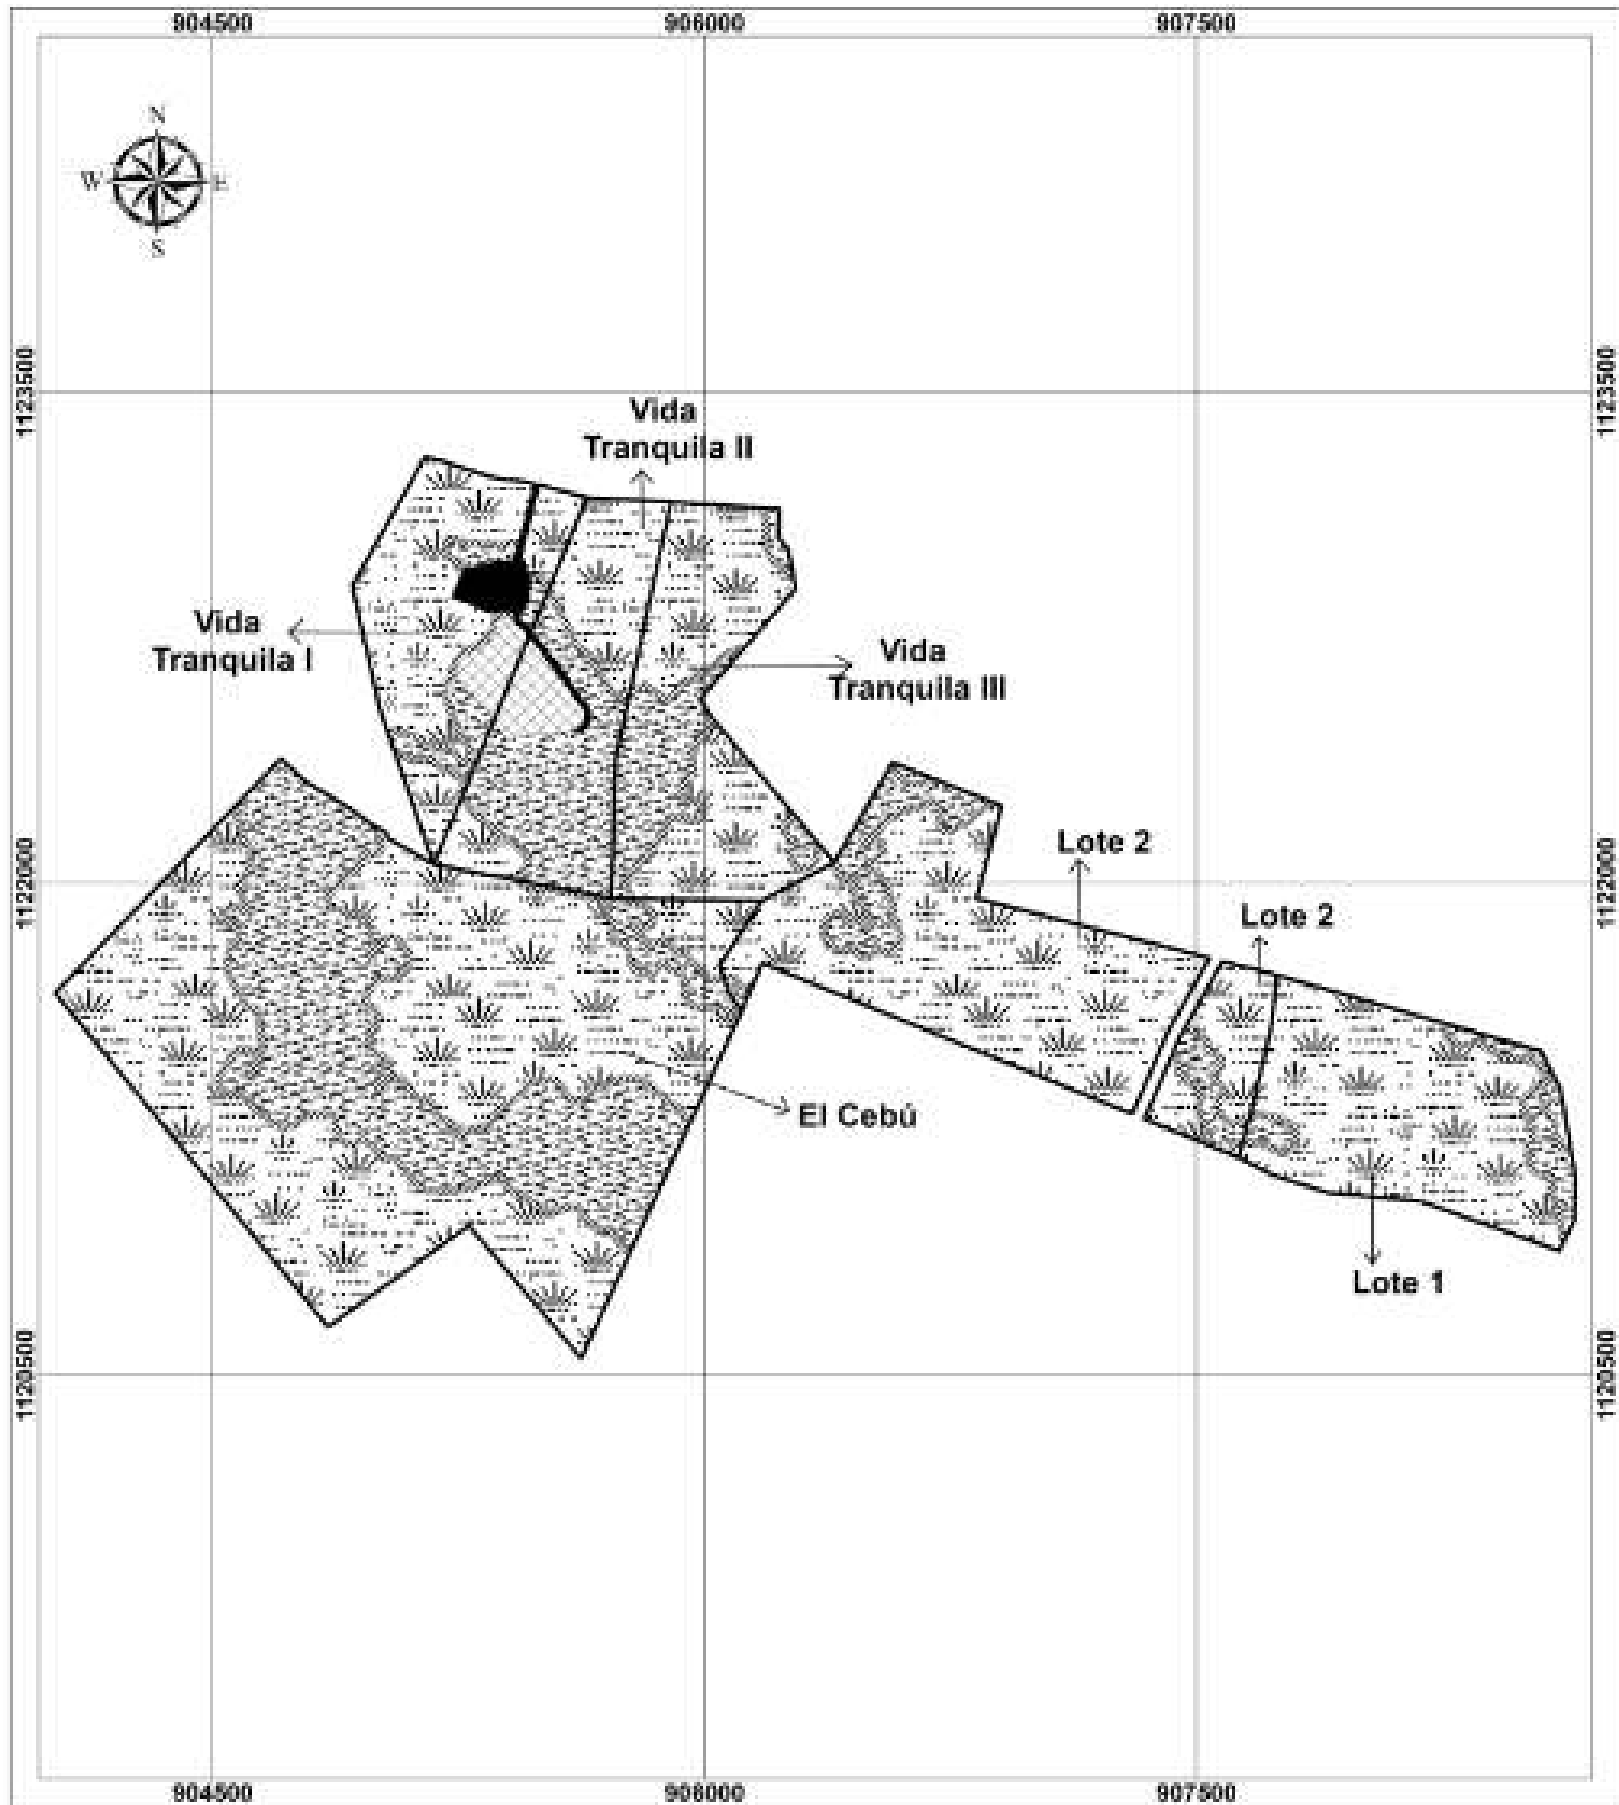 904500 906000 907500
N
W E
S
1123500 1123500
Vida
Tranquila II
Vida
Tranquila I
Vida
Tranquila III
Lote 2
1122000 1122000
Lote 2
El Cebú
Lote 1
1120500 1120500
904500 906000 907500